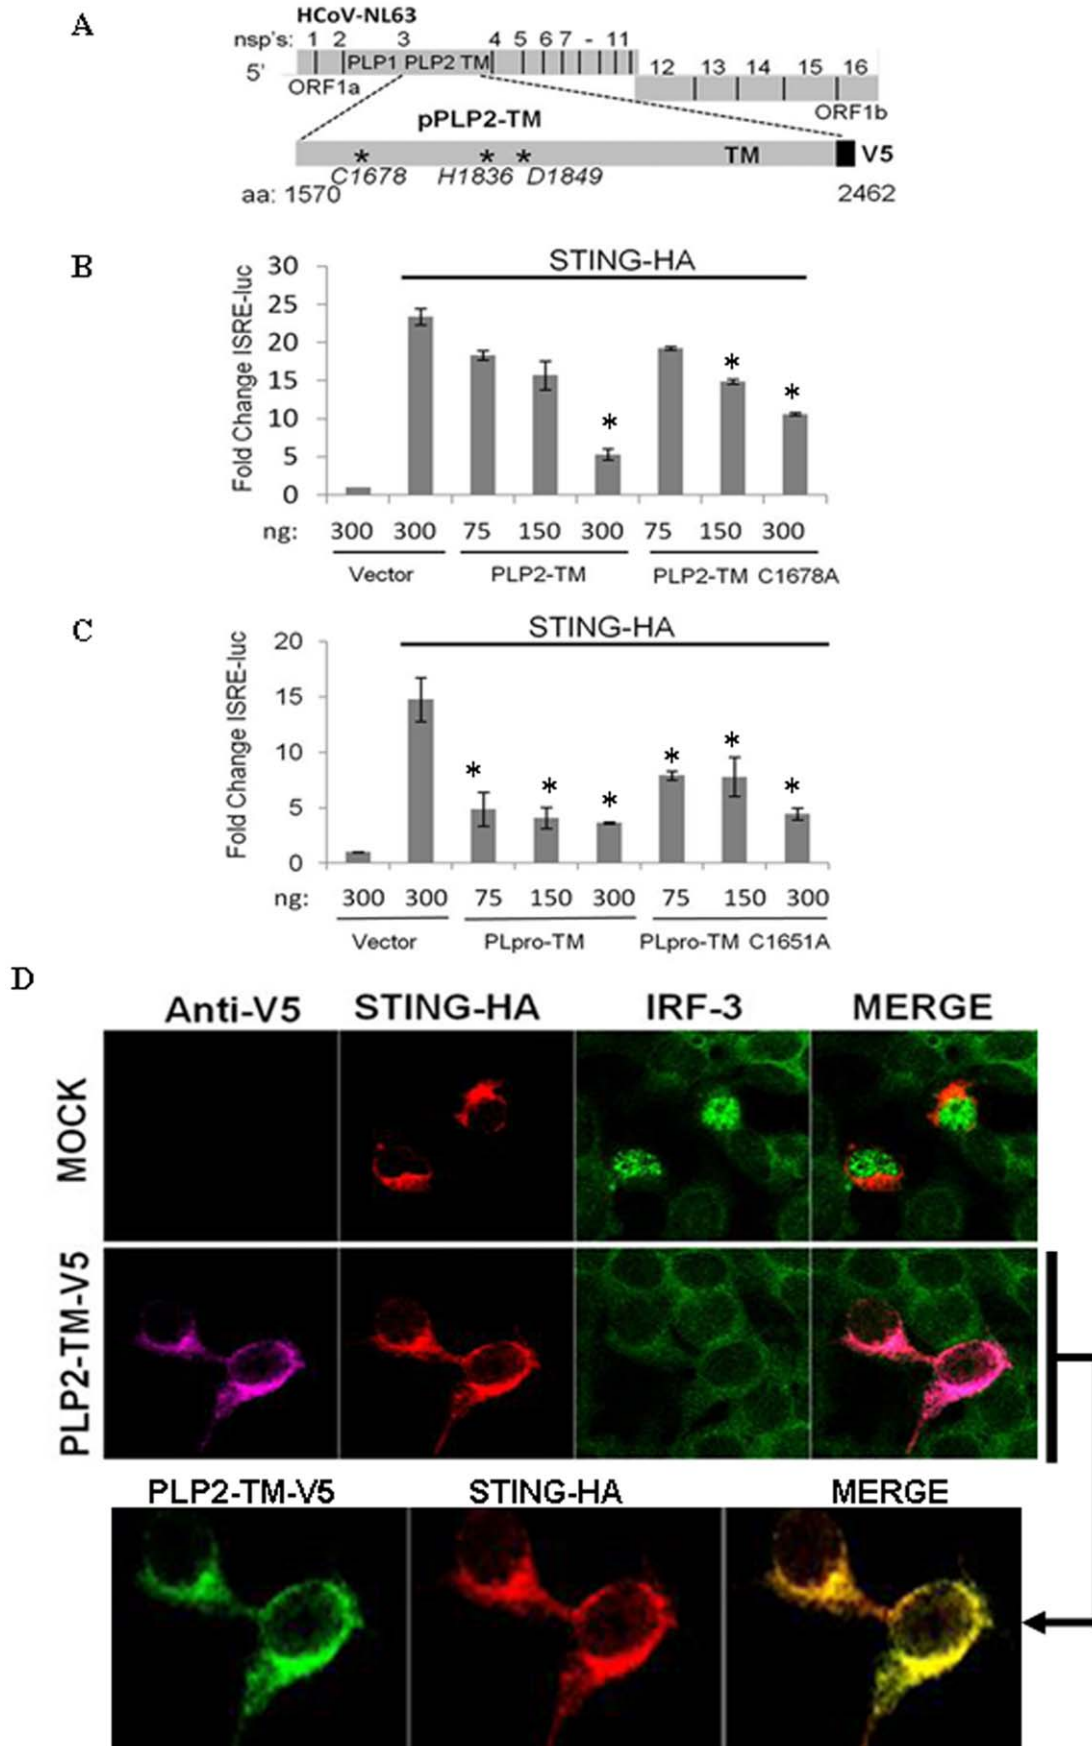 A
HCoV-NL63
nsp's: 1 2 3 4 5 6 7 - 11
5' PLP1 PLP2 TM 12 13 14 15 16
ORF1a ORF1b
pPLP2-TM
* * * TM V5
C1678 H1836 D1849
aa: 1570 2462
B
STING-HA
Fold Change ISRE-luc
30
25
20
15
10
5
0
* * *
ng: 300 300 75 150 300 75 150 300
Vector PLP2-TM PLP2-TM C1678A
C
STING-HA
Fold Change ISRE-luc
20
15
10
5
0
* * * * * *
ng: 300 300 75 150 300 75 150 300
Vector PLpro-TM PLpro-TM C1651A
D
Anti-V5 STING-HA IRF-3 MERGE
MOCK
PLP2-TM-V5
PLP2-TM-V5 STING-HA MERGE